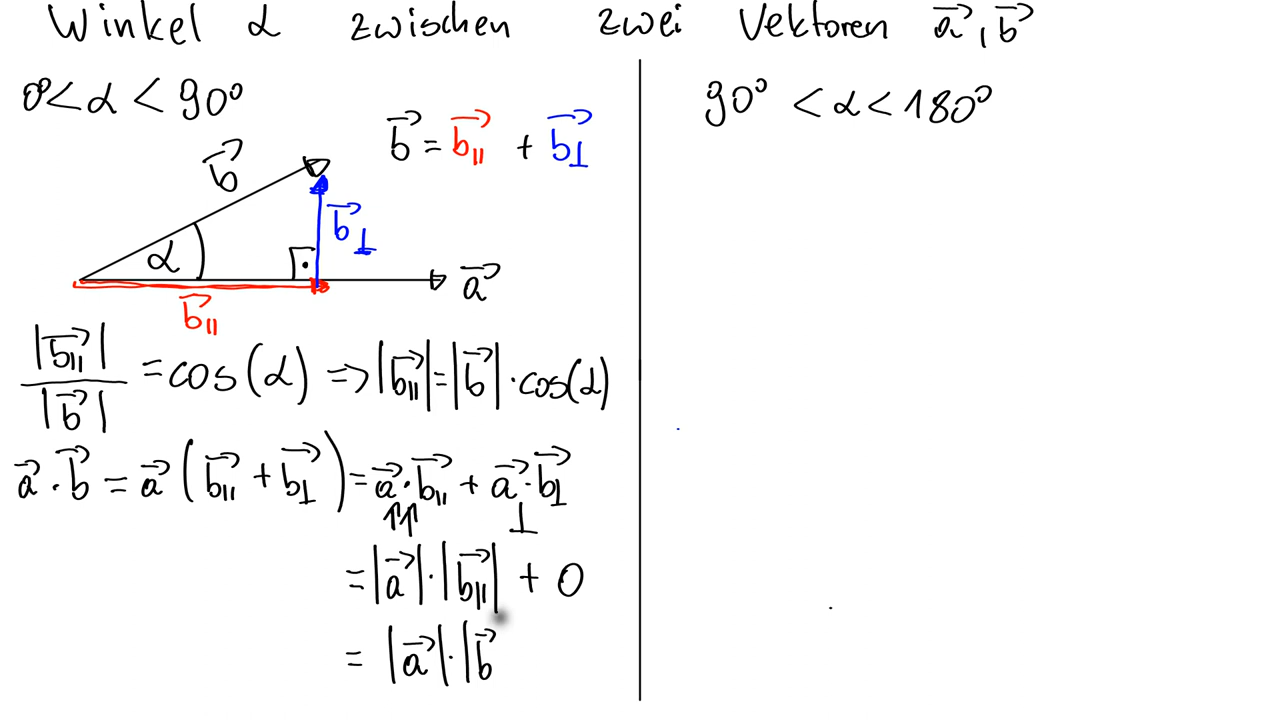 Winkel α zwischen zwei Vektoren a⃗, b⃗
0° < α < 90°
b⃗ = b⃗∥ + b⃗⊥
b⃗
b⃗⊥
α
a⃗
b⃗∥
|b⃗∥| / |b⃗| = cos(α) => |b⃗∥| = |b⃗| · cos(α)
a⃗ · b⃗ = a⃗ (b⃗∥ + b⃗⊥) = a⃗ · b⃗∥ + a⃗ · b⃗⊥
↑↑ ⊥
= |a⃗| · |b⃗∥| + 0
= |a⃗| · |b⃗
90° < α < 180°